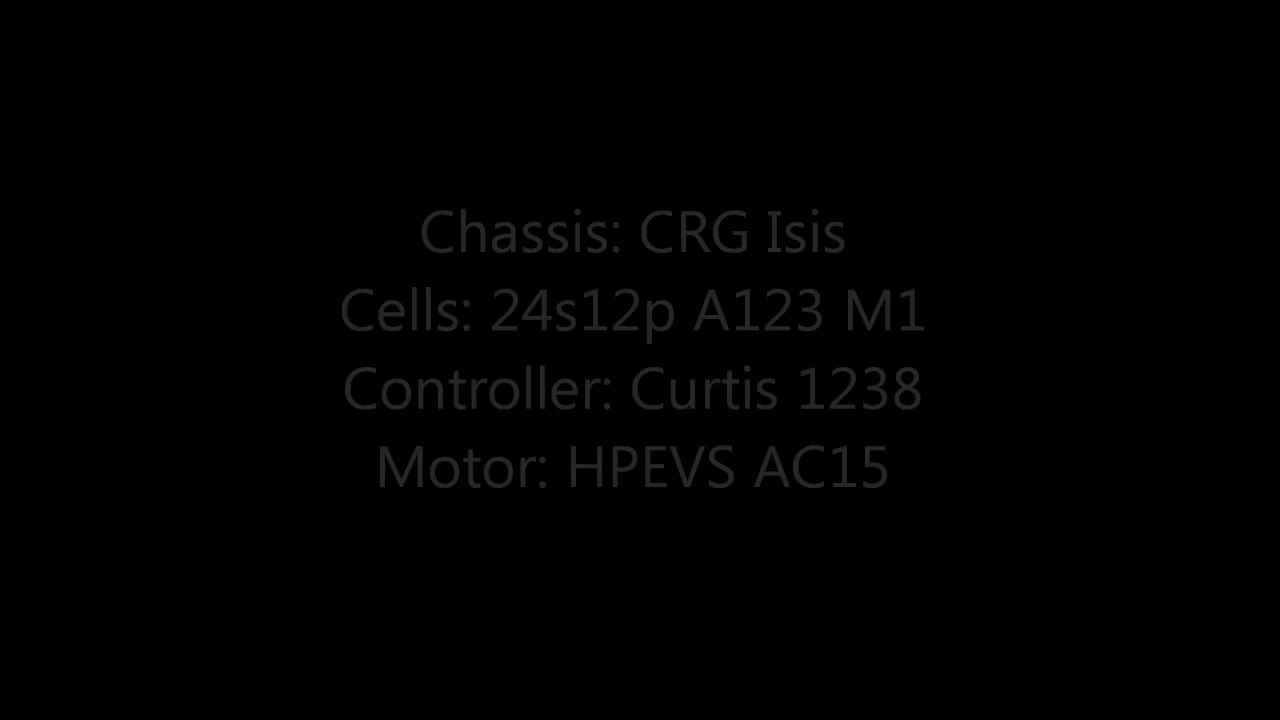 Chassis: CRG Isis
Cells: 24s12p A123 M1
Controller: Curtis 1238
Motor: HPEVS AC15